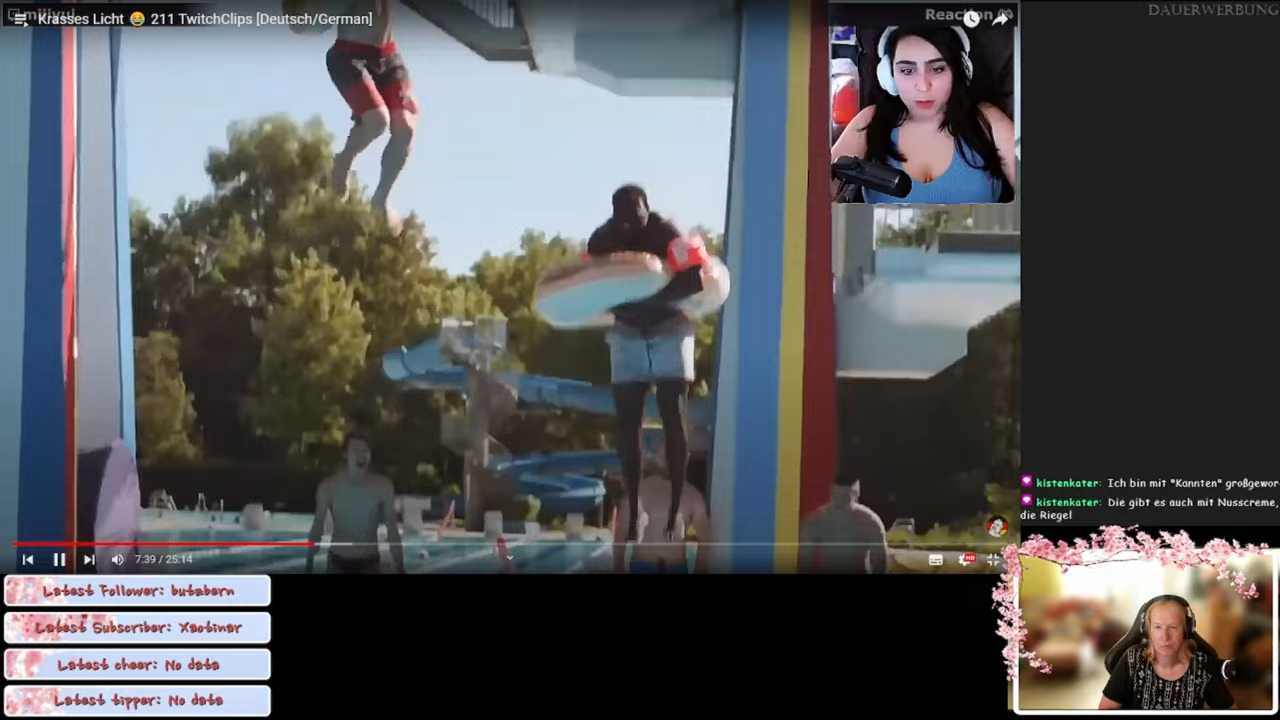 Krasses Licht 😂 211 TwitchClips [Deutsch/German]
Reaction
DAUERWERBUNG
7:39 / 25:14
HD
kistenkater: Ich bin mit "Kannten" großgewor
kistenkater: Die gibt es auch mit Nusscreme,
die Riegel
Latest Follower: butzbern
Latest Subscriber: Xaotinar
Latest cheer: No data
Latest tipper: No data